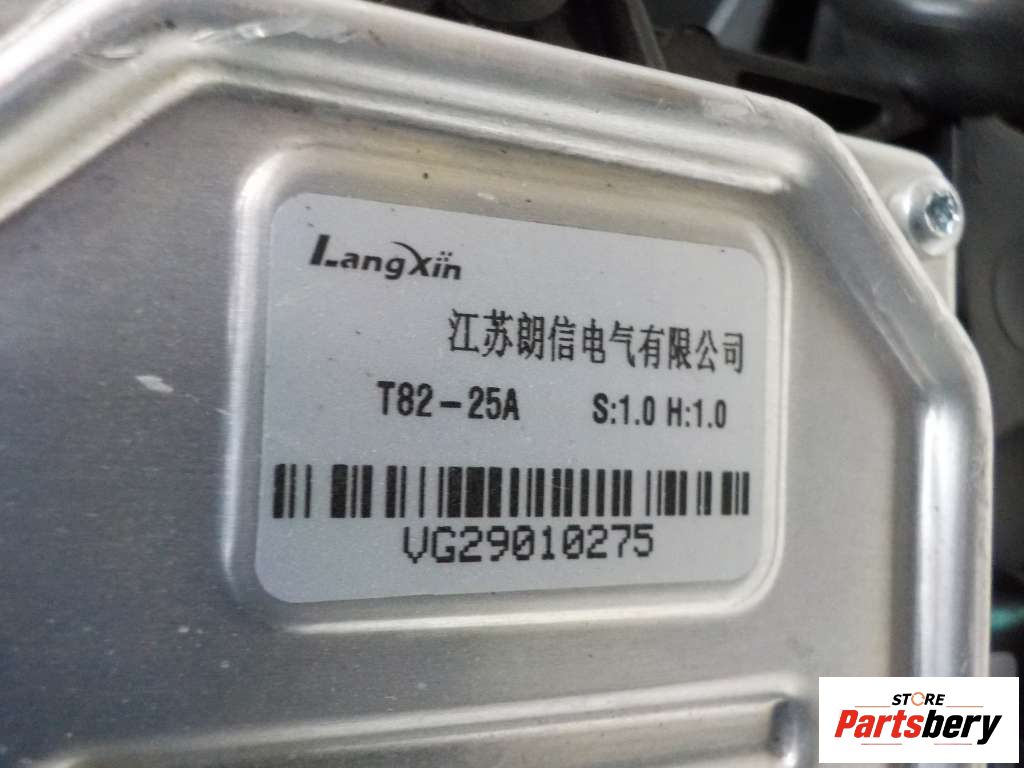 LangXin
江苏朗信电气有限公司
T82-25A S:1.0 H:1.0
VG29010275
STORE
Partsbery